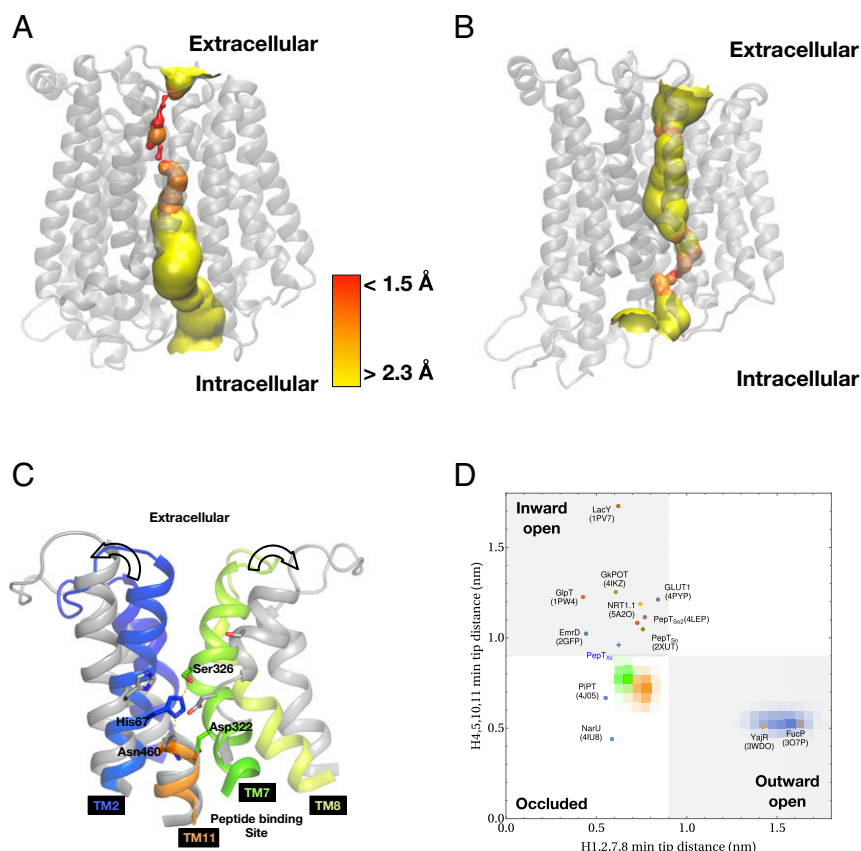 A
Extracellular
Intracellular
< 1.5 Å
> 2.3 Å
B
Extracellular
Intracellular
C
Extracellular
Ser326
His67
Asp322
Asn460
TM2
TM7
TM8
TM11
Peptide binding
Site
D
H4,5,10,11 min tip distance (nm)
1.5
1.0
0.5
0.0
Inward
open
LacY
(1PV7)
GkPOT
(4IKZ)
GLUT1
(4PYP)
GlpT
(1PW4)
NRT1.1
(5A2O)
PepTSo2(4LEP)
EmrD
(2GFP)
PepTSo
(2XUT)
PepTXc
PiPT
(4J05)
NarU
(4IU8)
YajR
(3WDO)
FucP
(3O7P)
Occluded
Outward
open
0.0
0.5
1.0
1.5
H1,2,7,8 min tip distance (nm)